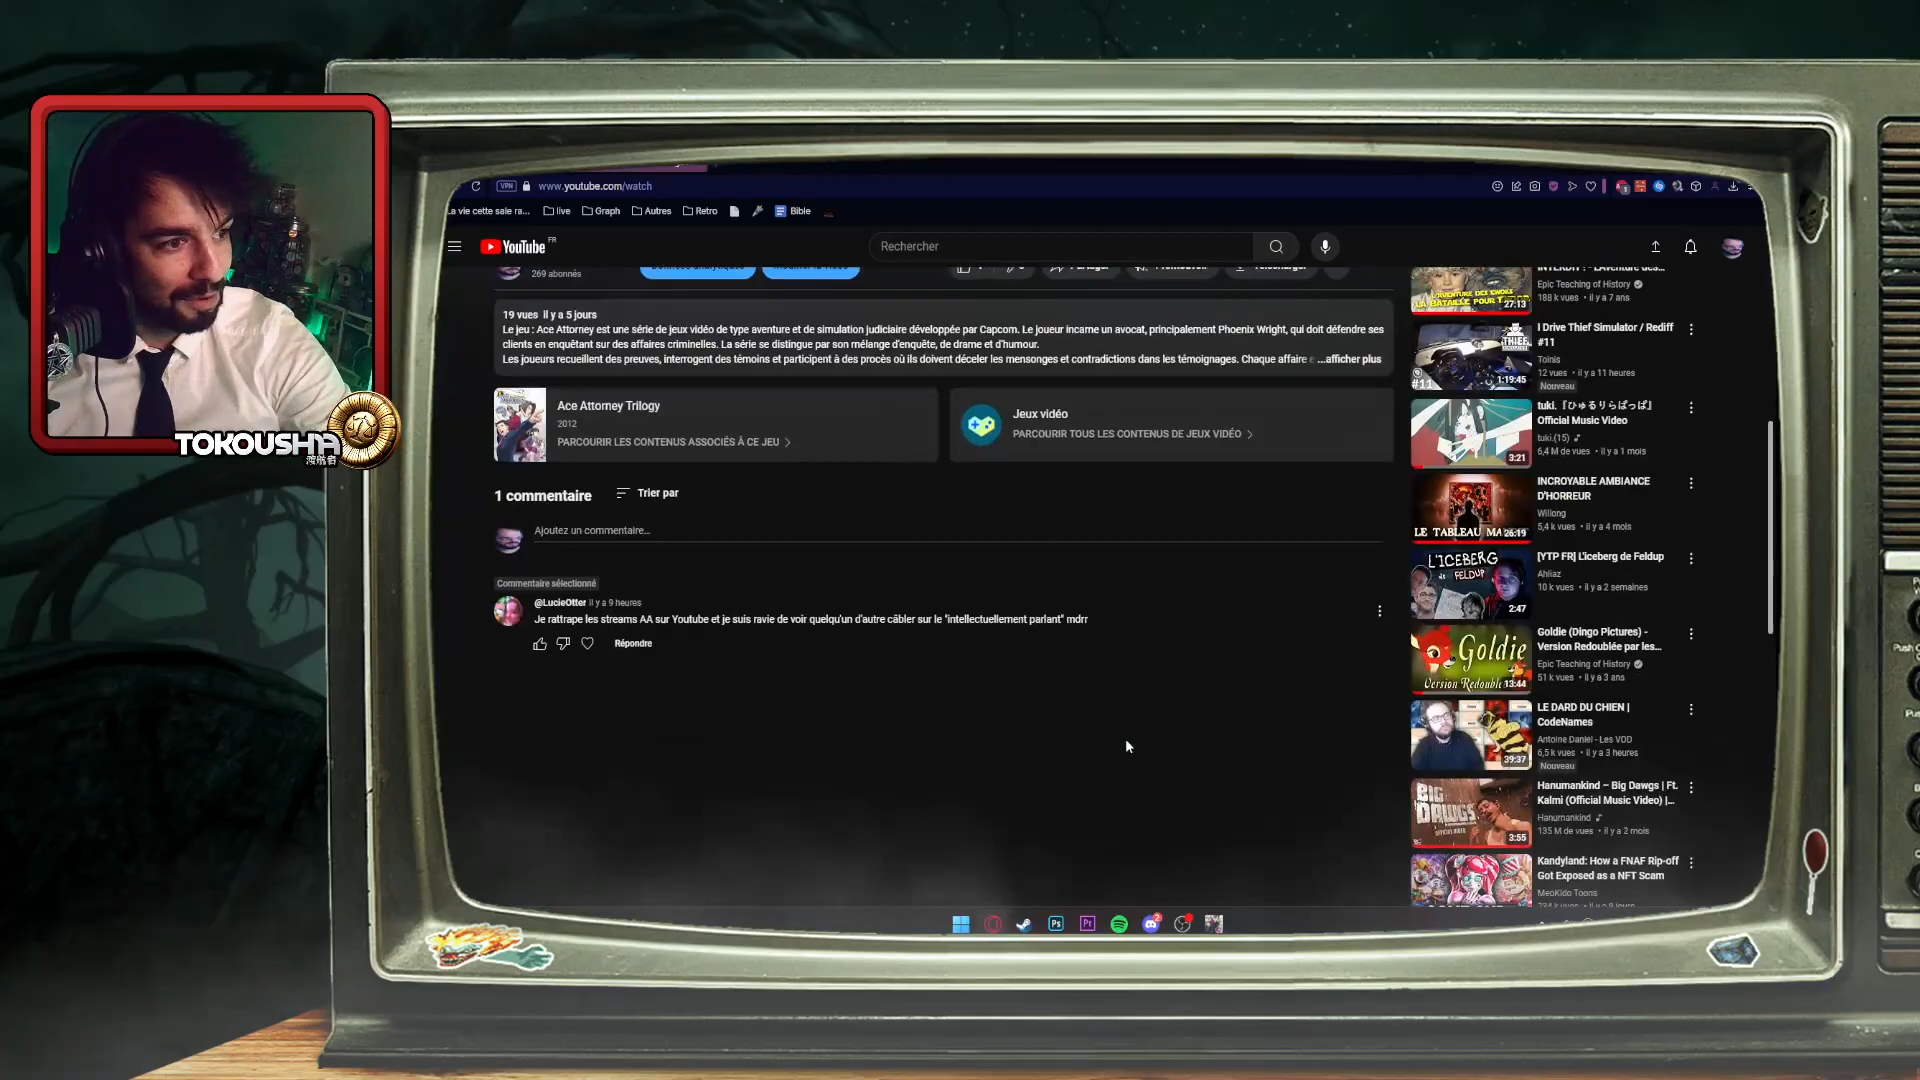 www.youtube.com/watch
VPN
La vie cette sale ra...
live
Graph
Autres
Retro
Bible
YouTube FR
Rechercher
269 abonnés
Partager
Télécharger
19 vues il y a 5 jours
Le jeu : Ace Attorney est une série de jeux vidéo de type aventure et de simulation judiciaire développée par Capcom. Le joueur incarne un avocat, principalement Phoenix Wright, qui doit défendre ses
clients en enquêtant sur des affaires criminelles. La série se distingue par son mélange d'enquête, de drame et d'humour.
Les joueurs recueillent des preuves, interrogent des témoins et participent à des procès où ils doivent déceler les mensonges et contradictions dans les témoignages. Chaque affaire e ...afficher plus
Ace Attorney Trilogy
2012
PARCOURIR LES CONTENUS ASSOCIÉS À CE JEU
Jeux vidéo
PARCOURIR TOUS LES CONTENUS DE JEUX VIDÉO
1 commentaire
Trier par
Ajoutez un commentaire...
Commentaire sélectionné
@LucieOtter il y a 9 heures
Je rattrape les streams AA sur Youtube et je suis ravie de voir quelqu'un d'autre câbler sur le "intellectuellement parlant" mdrr
Répondre
TOKOUSHA
27:13
Epic Teaching of History
188 k vues • il y a 7 ans
THIEF
#11
1:19:45
I Drive Thief Simulator / Rediff
#11
Toinis
12 vues • il y a 11 heures
Nouveau
3:21
tuki.『ひゅるりらぱっぱ』
Official Music Video
tuki.(15)
6,4 M de vues • il y a 1 mois
LE TABLEAU MA
26:19
INCROYABLE AMBIANCE
D'HORREUR
Willong
5,4 k vues • il y a 4 mois
L'ICEBERG
de FELDUP
2:47
[YTP FR] L'iceberg de Feldup
Ahliaz
10 k vues • il y a 2 semaines
Goldie
Version Redouble
13:44
Goldie (Dingo Pictures) -
Version Redoublée par les...
Epic Teaching of History
51 k vues • il y a 3 ans
39:37
LE DARD DU CHIEN |
CodeNames
Antoine Daniel - Les VOD
6,5 k vues • il y a 3 heures
Nouveau
BIG
DAWGS
3:55
Hanumankind – Big Dawgs | Ft.
Kalmi (Official Music Video) |...
Hanumankind
135 M de vues • il y a 2 mois
Kandyland: How a FNAF Rip-off
Got Exposed as a NFT Scam
MeoKido Toons
Ps
Pr
2
Push